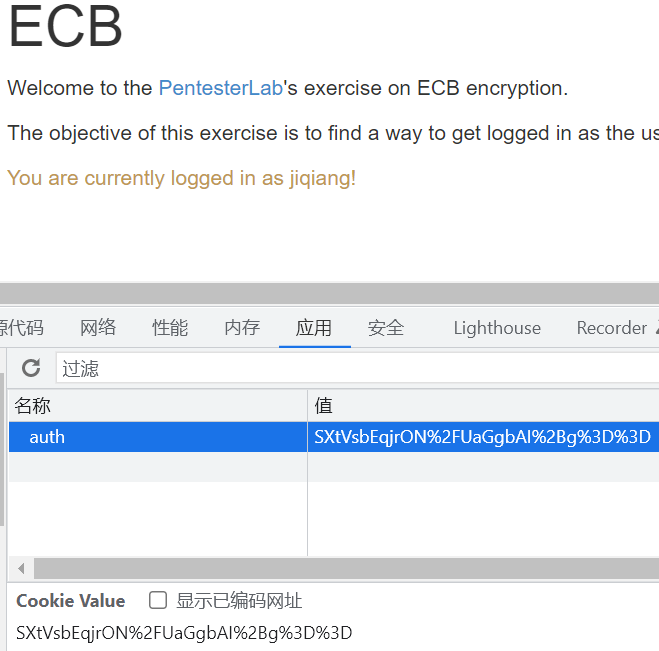 ECB
Welcome to the PentesterLab's exercise on ECB encryption.
The objective of this exercise is to find a way to get logged in as the us
You are currently logged in as jiqiang!
源代码 网络 性能 内存 应用 安全 Lighthouse Recorder
过滤
名称 值
auth SXtVsbEqjrON%2FUaGgbAI%2Bg%3D%3D
Cookie Value 显示已编码网址
SXtVsbEqjrON%2FUaGgbAI%2Bg%3D%3D